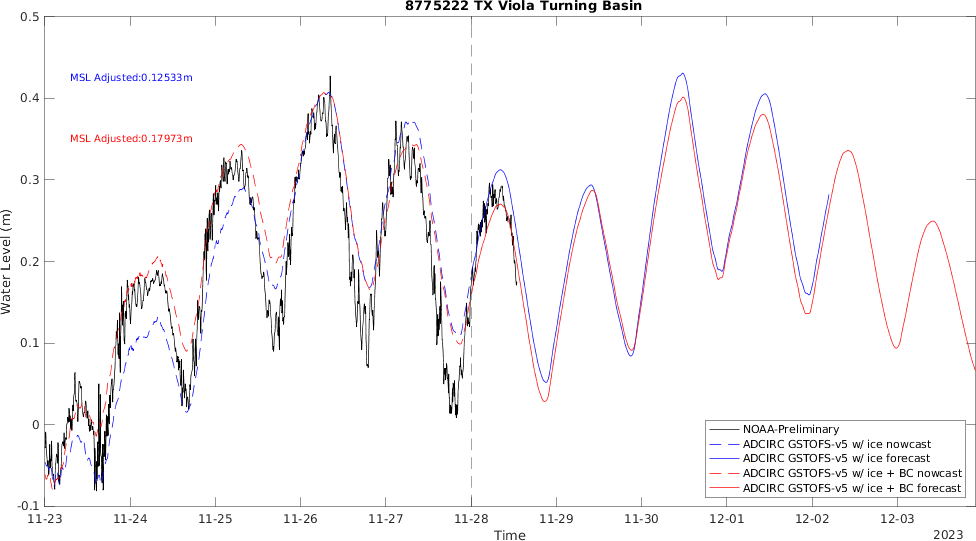 8775222 TX Viola Turning Basin
0.5
MSL Adjusted:0.12533m
0.4
MSL Adjusted:0.17973m
0.3
0.2
0.1
0
-0.1
Water Level (m)
NOAA-Preliminary
ADCIRC GSTOFS-v5 w/ ice nowcast
ADCIRC GSTOFS-v5 w/ ice forecast
ADCIRC GSTOFS-v5 w/ ice + BC nowcast
ADCIRC GSTOFS-v5 w/ ice + BC forecast
11-23 11-24 11-25 11-26 11-27 11-28 11-29 11-30 12-01 12-02 12-03
Time
2023